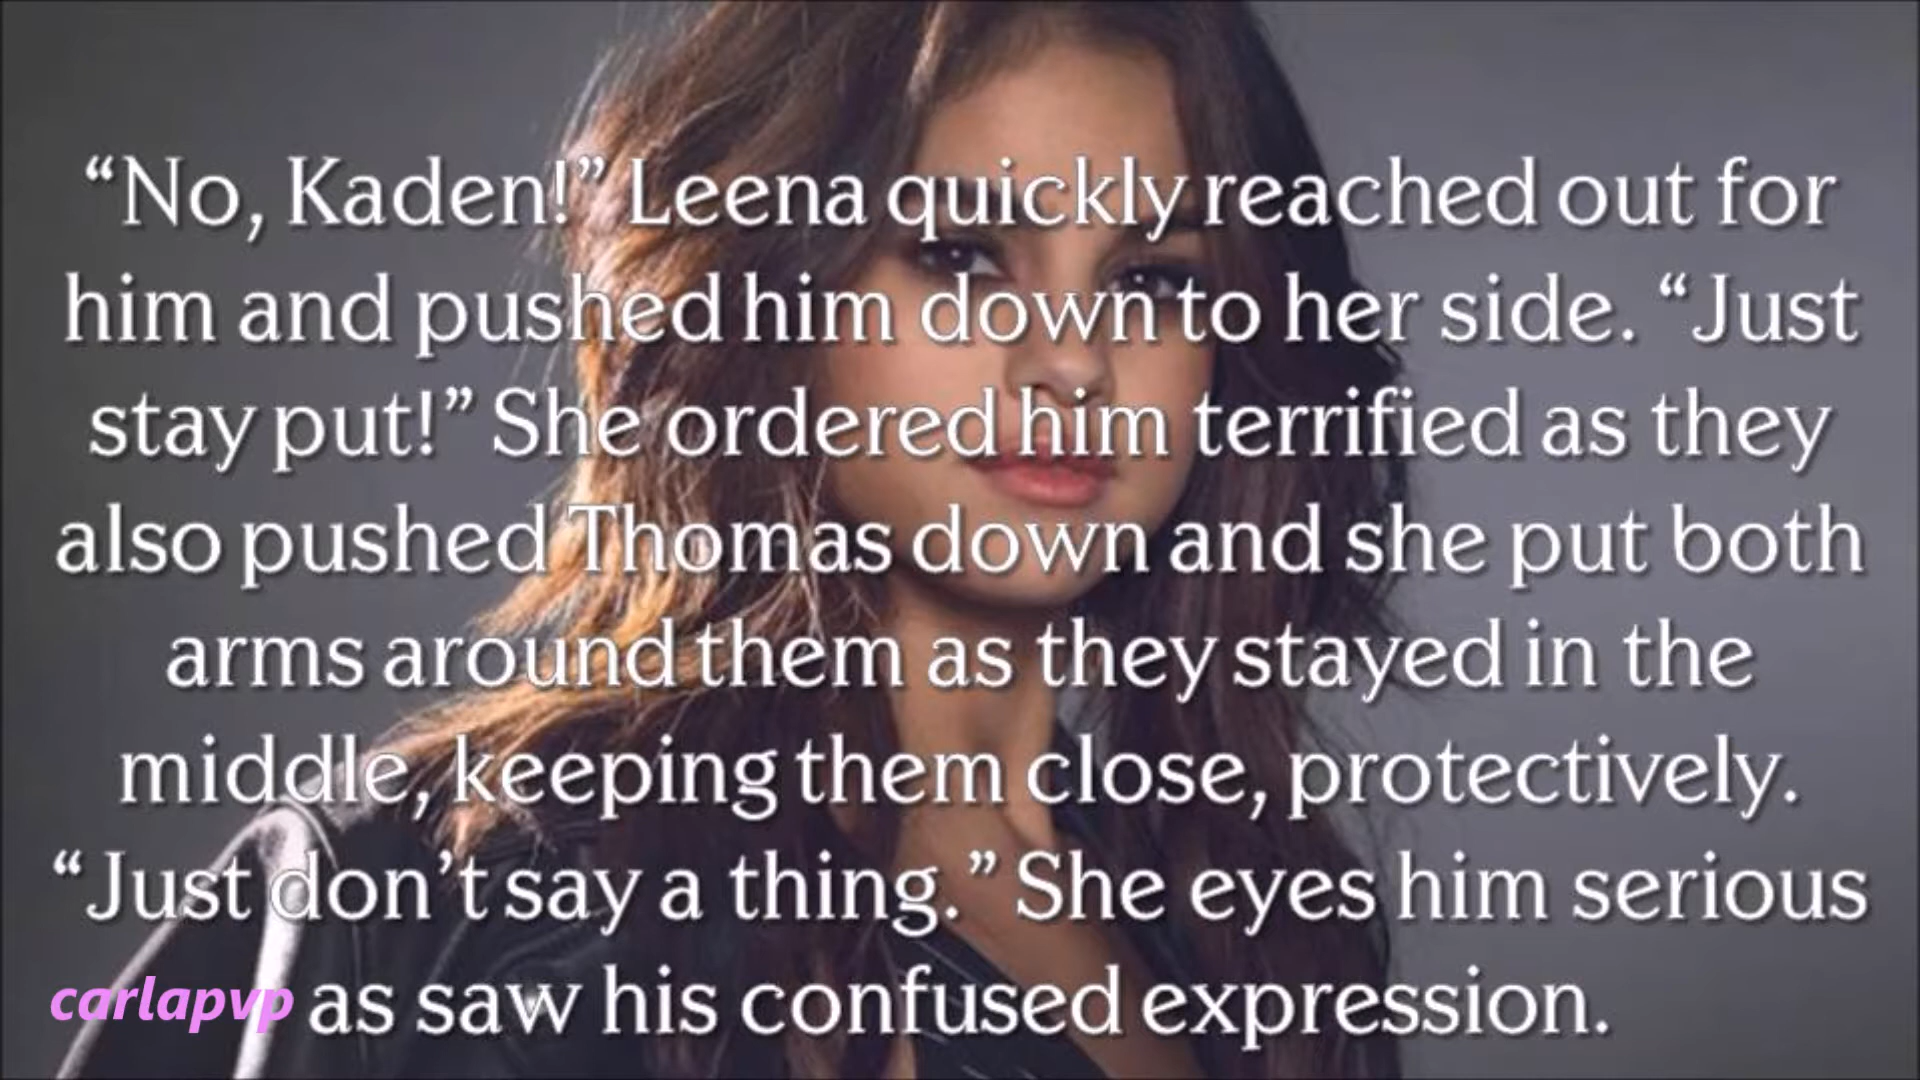 “No, Kaden!” Leena quickly reached out for
him and pushed him down to her side. “Just
stay put!” She ordered him terrified as they
also pushed Thomas down and she put both
arms around them as they stayed in the
middle, keeping them close, protectively.
“Just don’t say a thing.” She eyes him serious
as saw his confused expression.
carlapvp